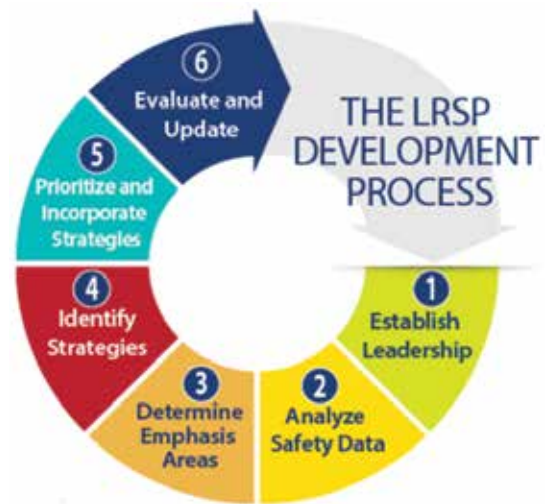 THE LRSP
DEVELOPMENT
PROCESS
1
Establish
Leadership
2
Analyze
Safety Data
3
Determine
Emphasis
Areas
4
Identify
Strategies
5
Prioritize and
Incorporate
Strategies
6
Evaluate and
Update